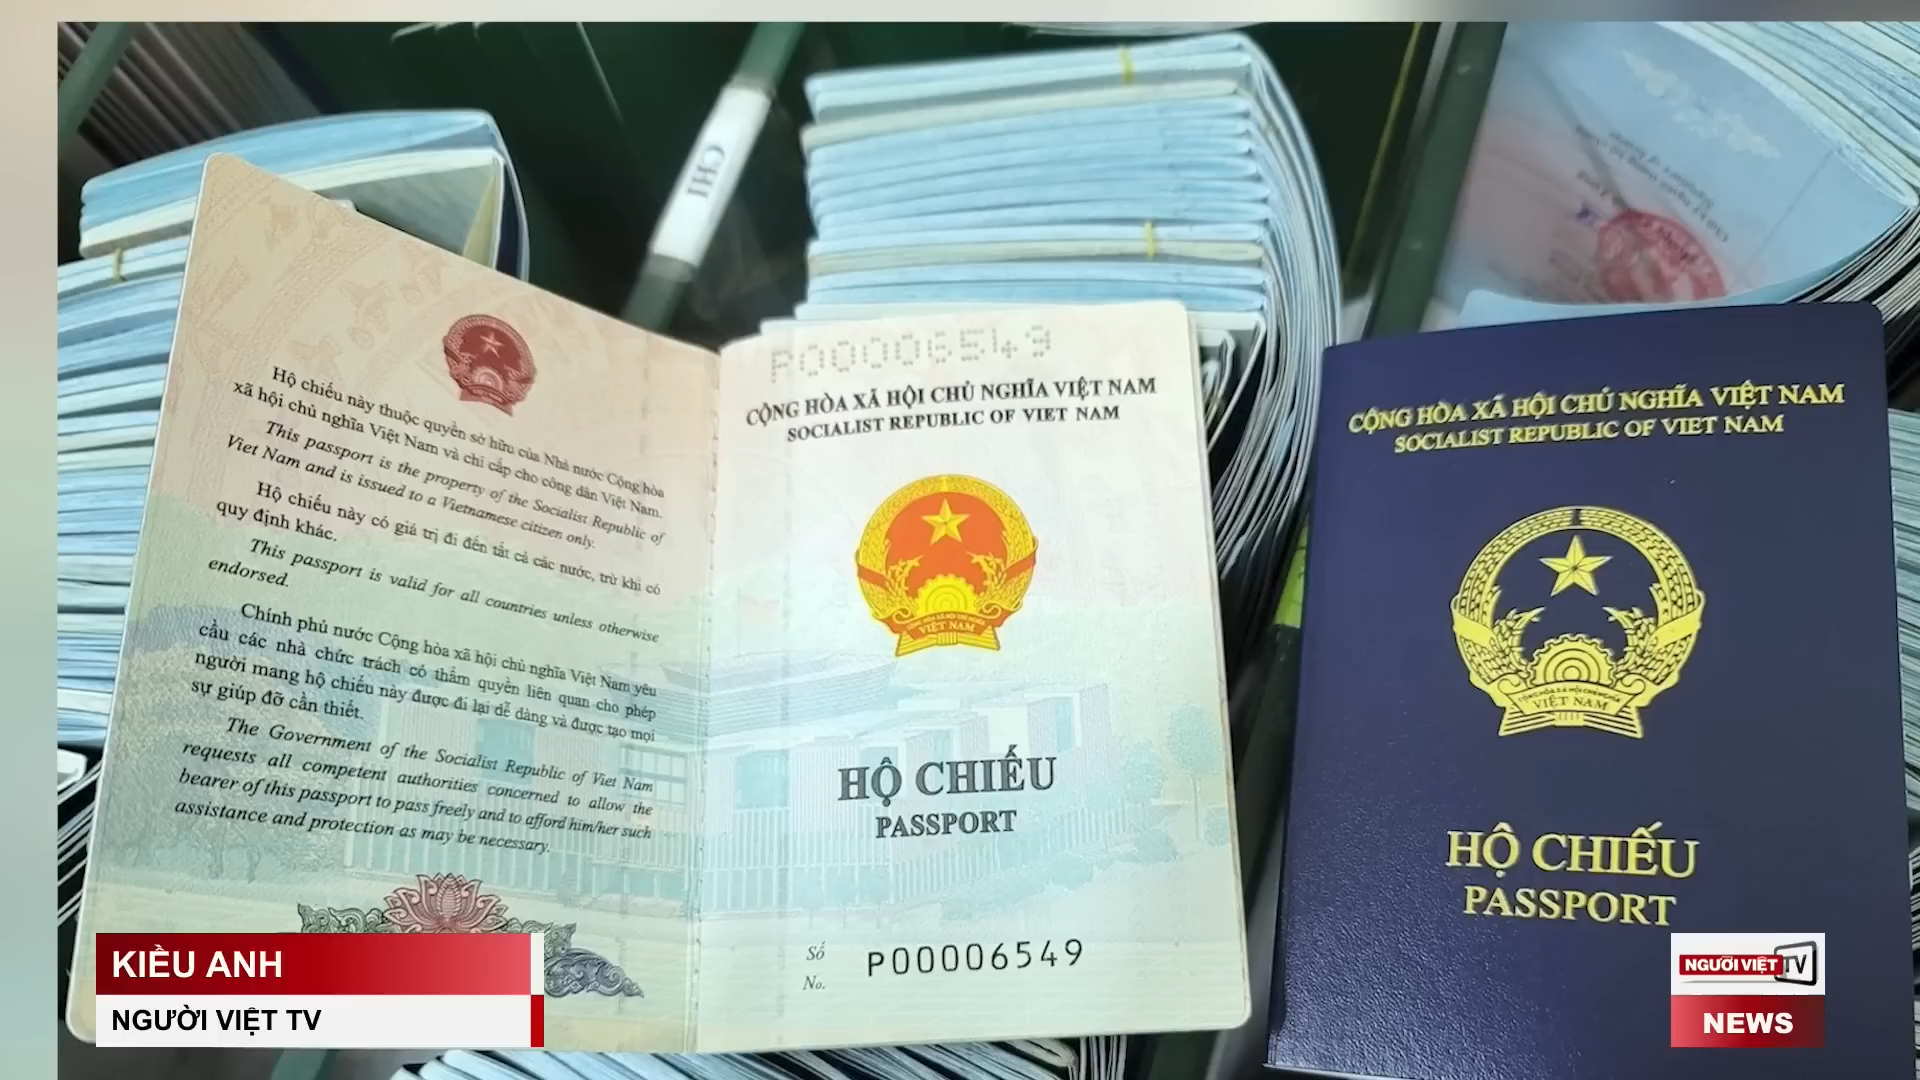 CHI
Hộ chiếu này thuộc quyền sở hữu của Nhà nước Cộng hòa
xã hội chủ nghĩa Việt Nam và chỉ cấp cho công dân Việt Nam.
This passport is the property of the Socialist Republic of
Viet Nam and is issued to a Vietnamese citizen only.
Hộ chiếu này có giá trị đi đến tất cả các nước, trừ khi có
quy định khác.
This passport is valid for all countries unless otherwise
endorsed.
Chính phủ nước Cộng hòa xã hội chủ nghĩa Việt Nam yêu
cầu các nhà chức trách có thẩm quyền liên quan cho phép
người mang hộ chiếu này được đi lại dễ dàng và được tạo mọi
sự giúp đỡ cần thiết.
The Government of the Socialist Republic of Viet Nam
requests all competent authorities concerned to allow the
bearer of this passport to pass freely and to afford him/her such
assistance and protection as may be necessary.
P00006549
CỘNG HÒA XÃ HỘI CHỦ NGHĨA VIỆT NAM
SOCIALIST REPUBLIC OF VIET NAM
VIỆT NAM
HỘ CHIẾU
PASSPORT
Số
No.
P00006549
CỘNG HÒA XÃ HỘI CHỦ NGHĨA VIỆT NAM
SOCIALIST REPUBLIC OF VIET NAM
CỘNG HÒA XÃ HỘI CHỦ NGHĨA
VIỆT NAM
HỘ CHIẾU
PASSPORT
KIỀU ANH
NGƯỜI VIỆT TV
NGƯỜI VIỆT TV
NEWS